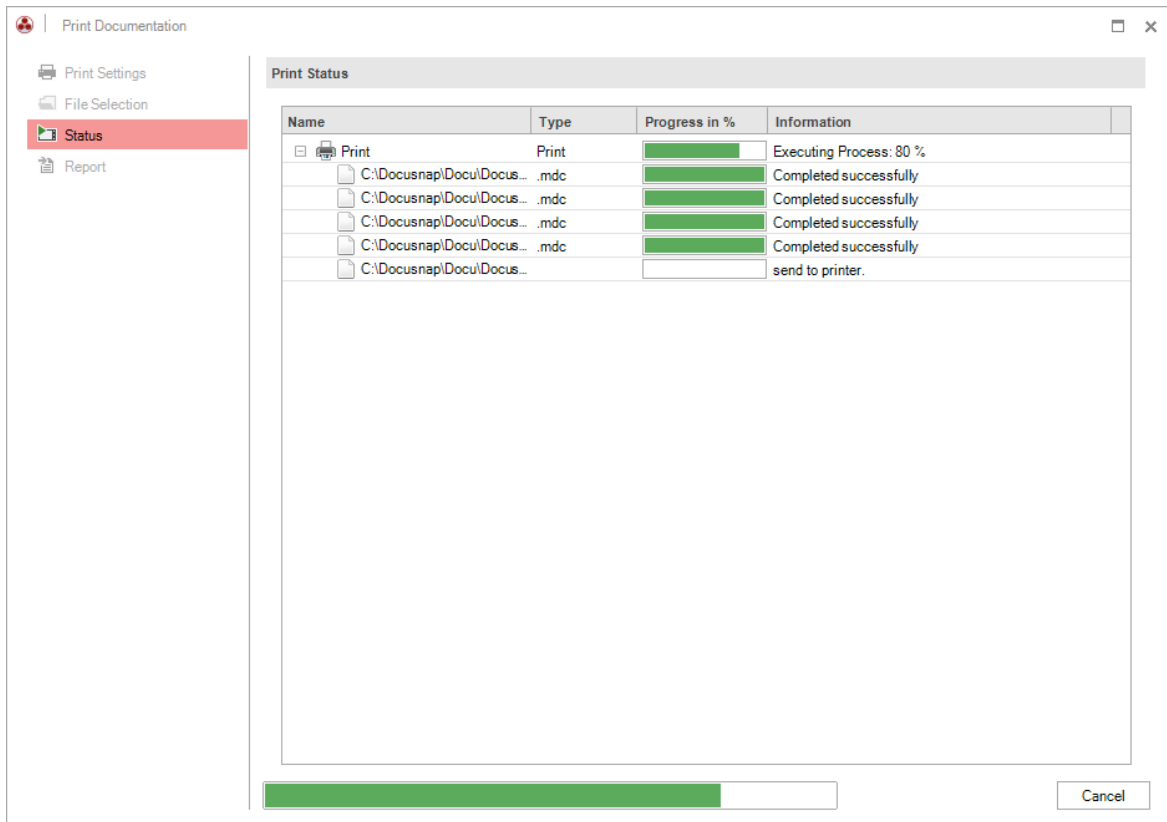 Print Documentation
Print Settings
File Selection
Status
Report
Print Status
Name Type Progress in % Information
Print Print Executing Process: 80 %
C:\Docusnap\Docu\Docus... .mdc Completed successfully
C:\Docusnap\Docu\Docus... .mdc Completed successfully
C:\Docusnap\Docu\Docus... .mdc Completed successfully
C:\Docusnap\Docu\Docus... .mdc Completed successfully
C:\Docusnap\Docu\Docus... send to printer.
Cancel